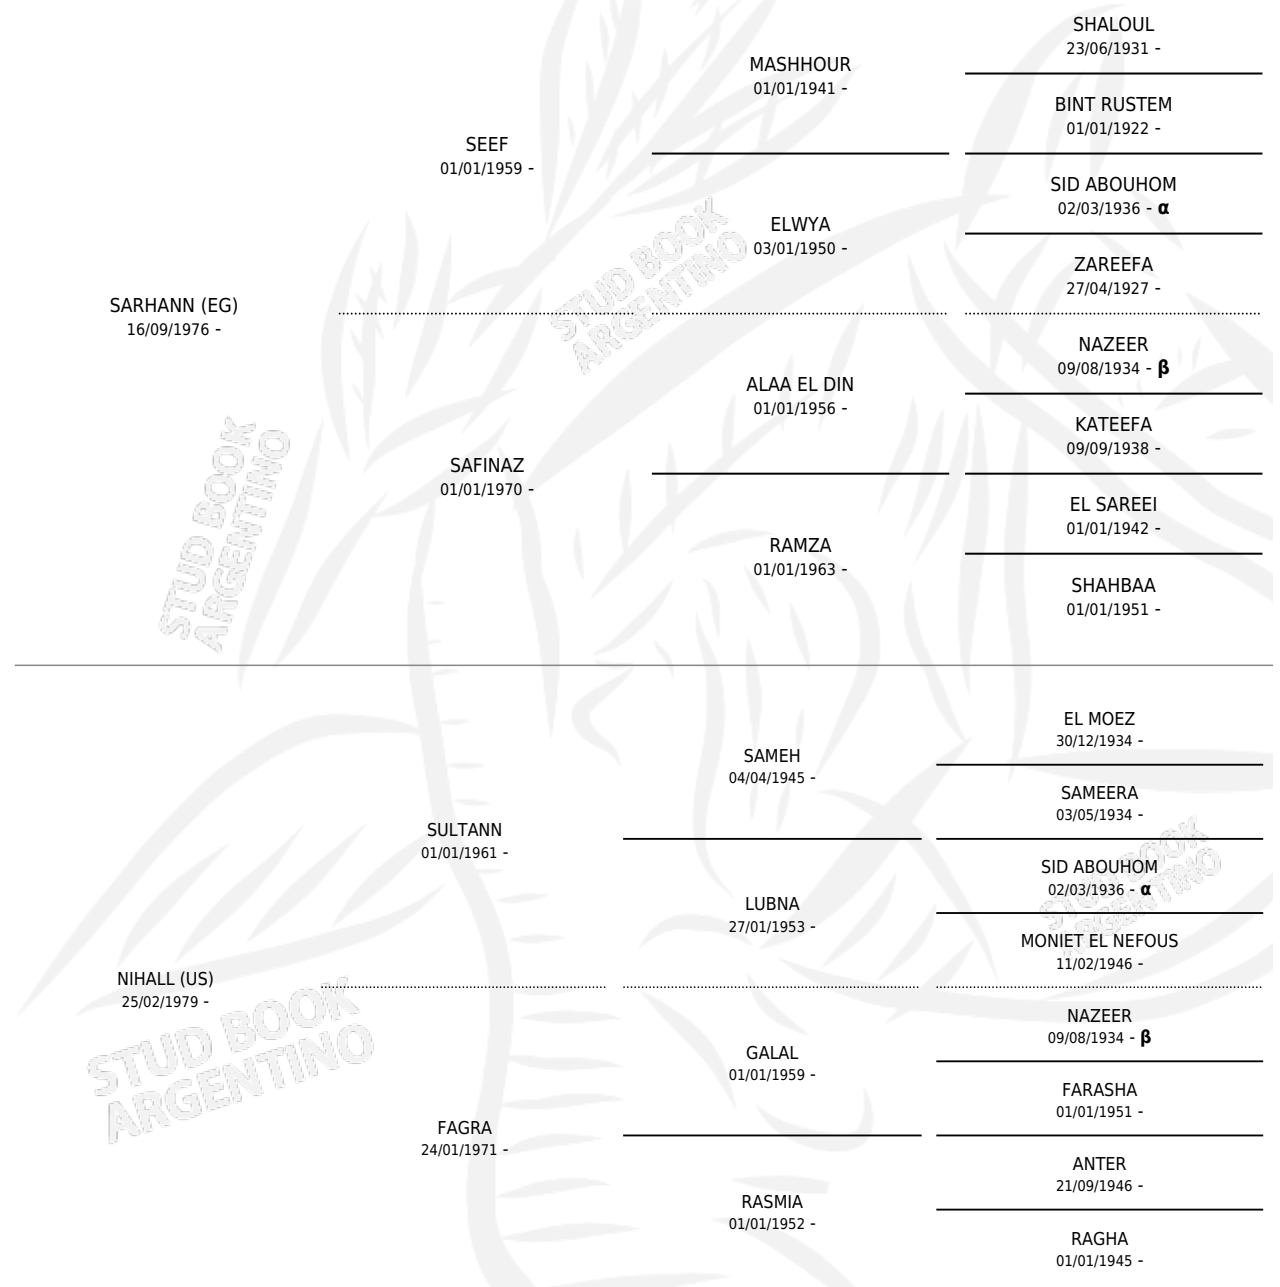 SHALOUL
23/06/1931 -
MASHHOUR
01/01/1941 -
BINT RUSTEM
01/01/1922 -
SEEF
01/01/1959 -
SID ABOUHOM
02/03/1936 - α
ELWYA
03/01/1950 -
ZAREEFA
27/04/1927 -
SARHANN (EG)
16/09/1976 -
NAZEER
09/08/1934 - β
ALAA EL DIN
01/01/1956 -
KATEEFA
09/09/1938 -
SAFINAZ
01/01/1970 -
EL SAREEI
01/01/1942 -
RAMZA
01/01/1963 -
SHAHBAA
01/01/1951 -
EL MOEZ
30/12/1934 -
SAMEH
04/04/1945 -
SAMEERA
03/05/1934 -
SULTANN
01/01/1961 -
SID ABOUHOM
02/03/1936 - α
LUBNA
27/01/1953 -
MONIET EL NEFOUS
11/02/1946 -
NIHALL (US)
25/02/1979 -
NAZEER
09/08/1934 - β
GALAL
01/01/1959 -
FARASHA
01/01/1951 -
FAGRA
24/01/1971 -
ANTER
21/09/1946 -
RASMIA
01/01/1952 -
RAGHA
01/01/1945 -
STUD BOOK
ARGENTINO
STUD BOOK
ARGENTINO
STUD BOOK
ARGENTINO
STUD BOOK
ARGENTINO